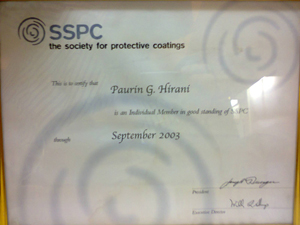 SSPC
the society for protective coatings
This is to certify that
Paurin G. Hirani
is an Individual Member in good standing of SSPC
through
September 2003
President
Executive Director